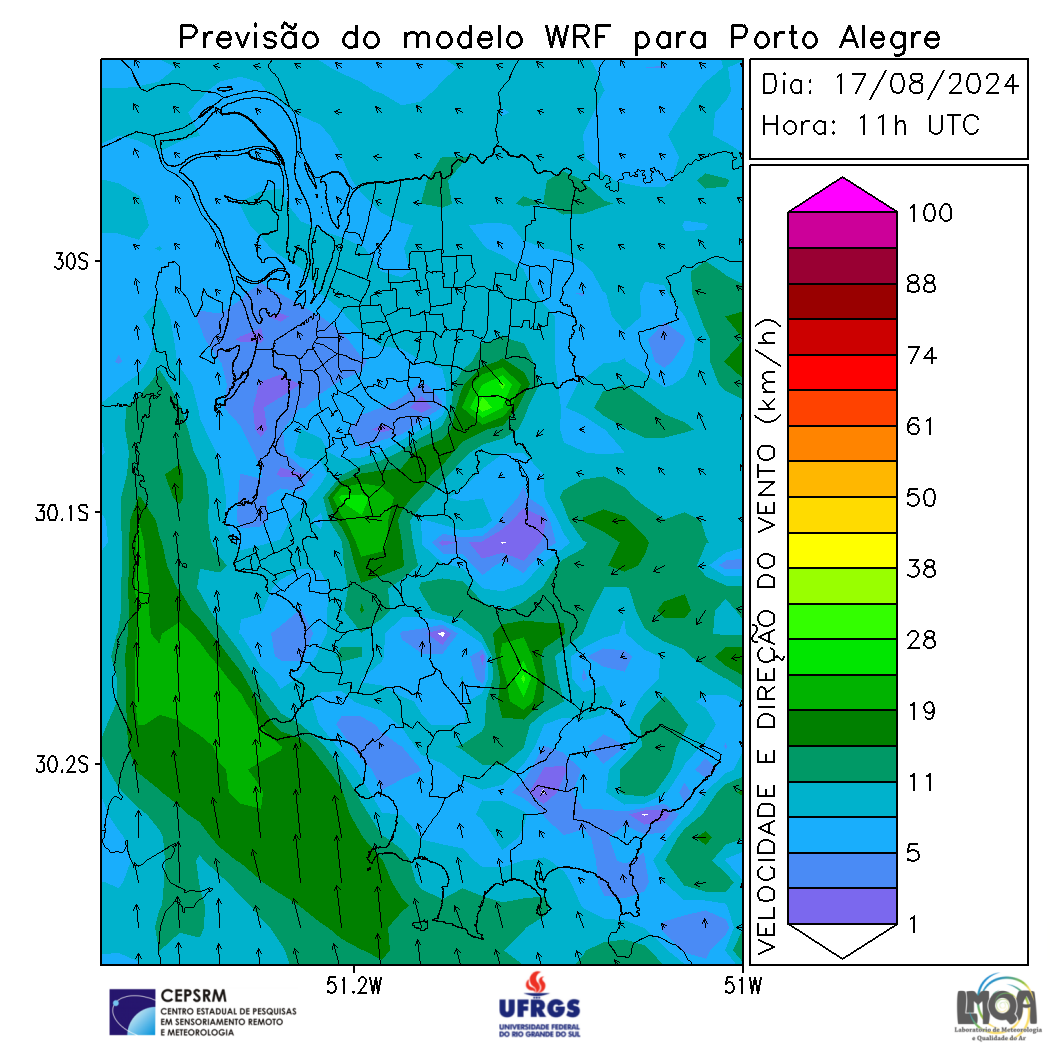 Previsão do modelo WRF para Porto Alegre
Dia: 17/08/2024
Hora: 11h UTC
30S
30.1S
30.2S
51.2W
51W
VELOCIDADE E DIREÇÃO DO VENTO (km/h)
100
88
74
61
50
38
28
19
11
5
1
CEPSRM
CENTRO ESTADUAL DE PESQUISAS
EM SENSORIAMENTO REMOTO
E METEOROLOGIA
UFRGS
UNIVERSIDADE FEDERAL
DO RIO GRANDE DO SUL
LMQA
Laboratório de Meteorologia
e Qualidade do Ar